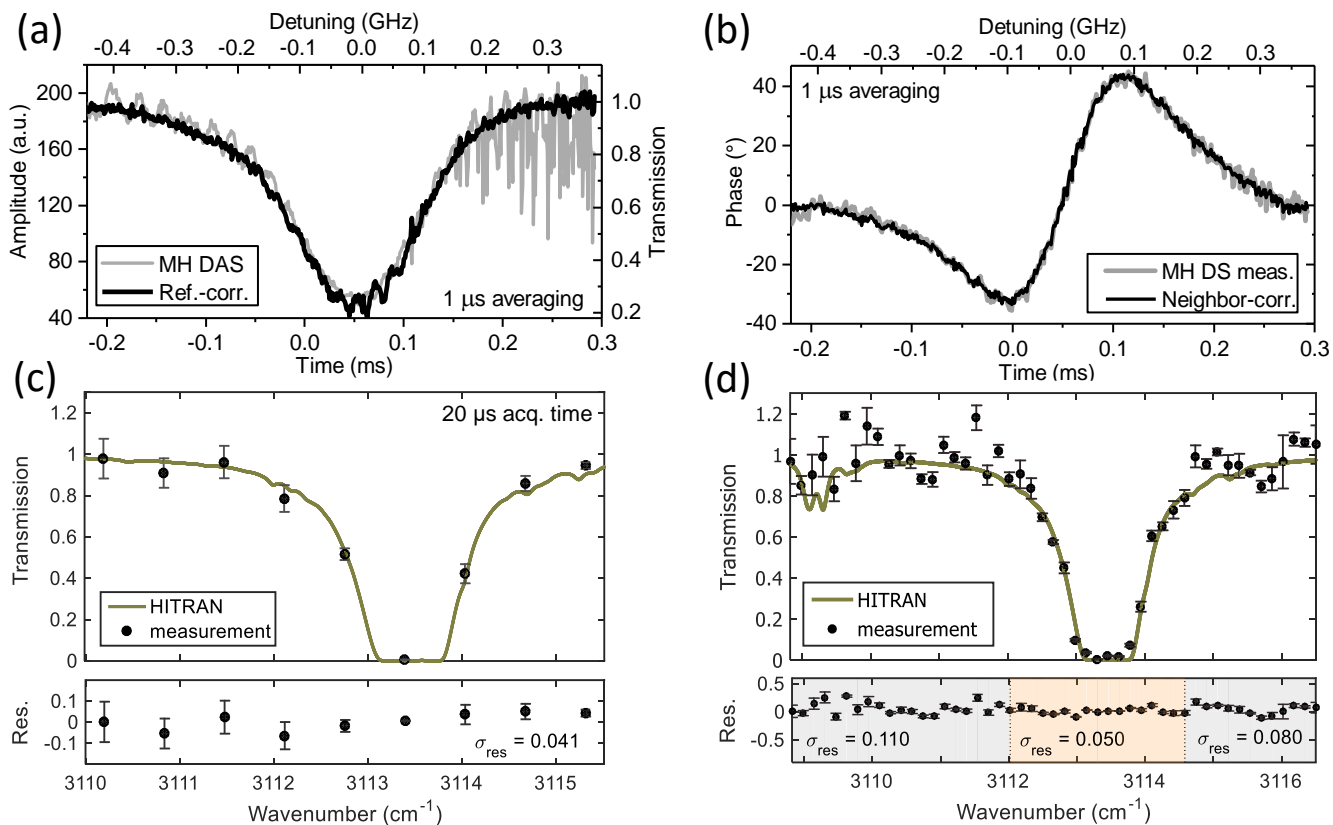 (a)
Detuning (GHz)
-0.4 -0.3 -0.2 -0.1 0.0 0.1 0.2 0.3
Amplitude (a.u.)
200
160
120
80
40
1.0
0.8
0.6
0.4
0.2
Transmission
MH DAS
Ref.-corr.
1 µs averaging
-0.2 -0.1 0.0 0.1 0.2 0.3
Time (ms)
(b)
Detuning (GHz)
-0.4 -0.3 -0.2 -0.1 0.0 0.1 0.2 0.3
1 µs averaging
Phase (°)
40
20
0
-20
-40
MH DS meas.
Neighbor-corr.
-0.2 -0.1 0.0 0.1 0.2 0.3
Time (ms)
(c)
20 µs acq. time
Transmission
1.2
1
0.8
0.6
0.4
0.2
0
HITRAN
measurement
Res.
0.1
0
-0.1
σres = 0.041
3110 3111 3112 3113 3114 3115
Wavenumber (cm-1)
(d)
Transmission
1.2
1
0.8
0.6
0.4
0.2
0
HITRAN
measurement
Res.
0.5
0
-0.5
σres = 0.110
σres = 0.050
σres = 0.080
3110 3112 3114 3116
Wavenumber (cm-1)